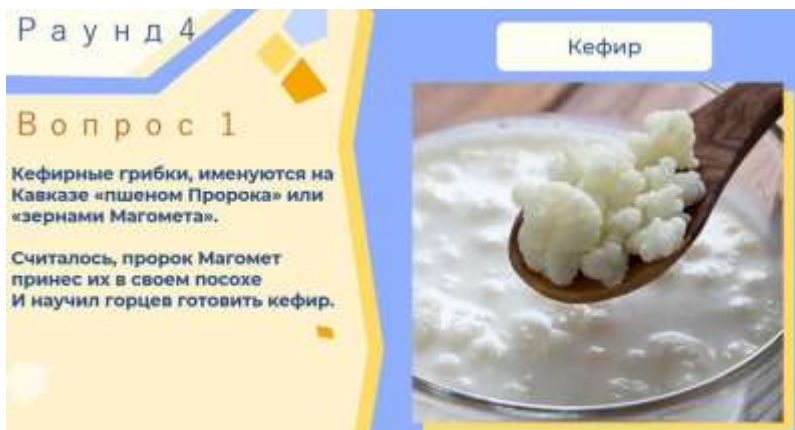 Раунд 4
Вопрос 1
Кефирные грибки, именуются на
Кавказе «пшеном Пророка» или
«зернами Магомета».
Считалось, пророк Магомет
принес их в своем посохе
И научил горцев готовить кефир.
Кефир